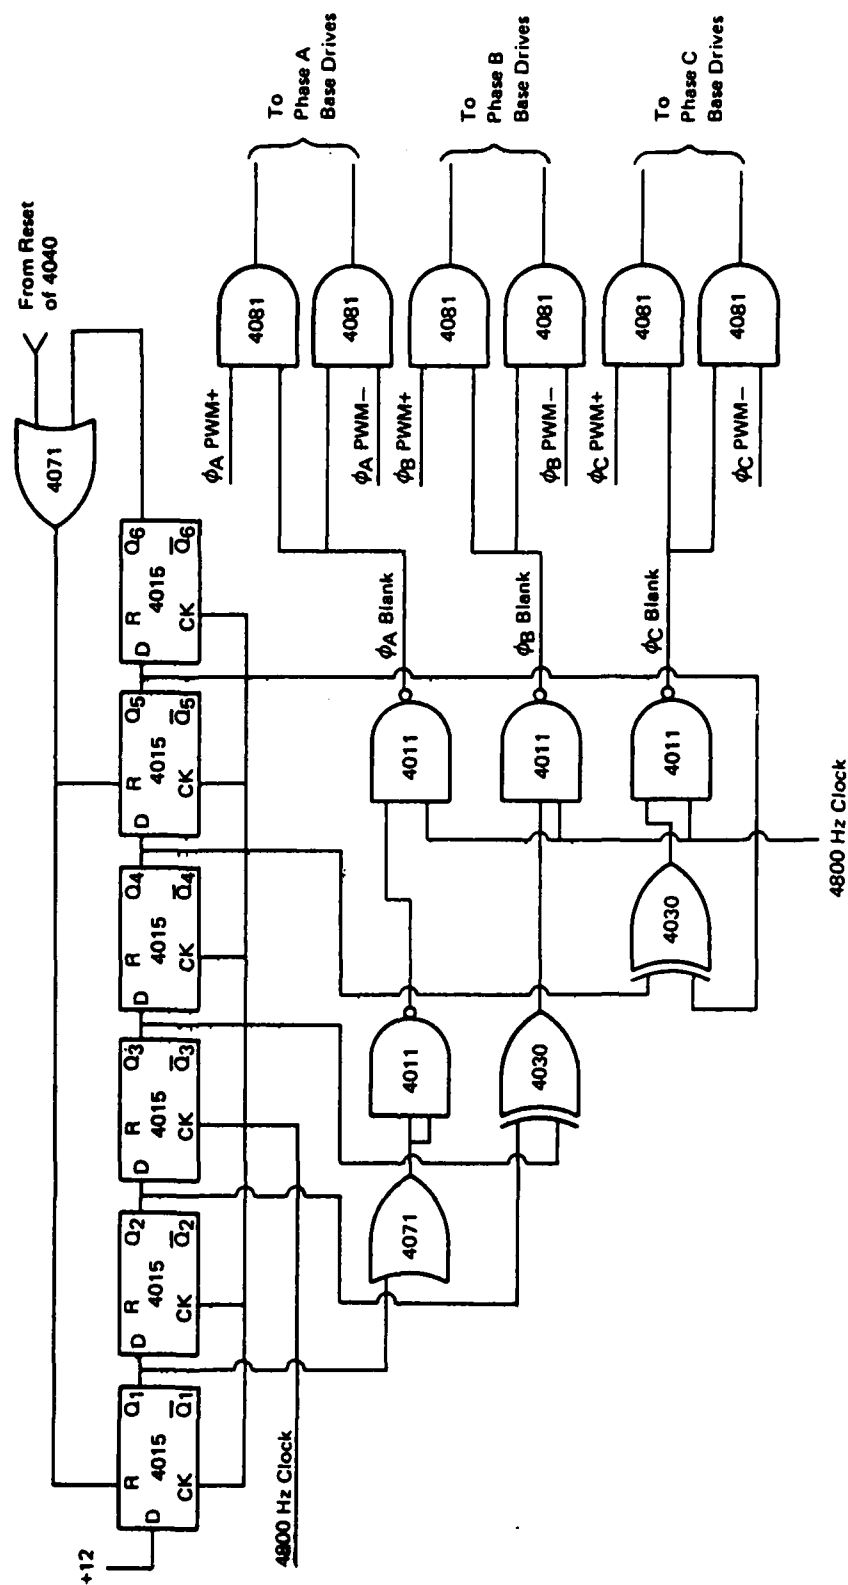 From Reset
of 4040
4071
+12
D
R
4015
CK
Q1
Q̅1
D
R
4015
CK
Q2
Q̅2
D
R
4015
CK
Q3
Q̅3
D
R
4015
CK
Q4
Q̅4
D
R
4015
CK
Q5
Q̅5
D
R
4015
CK
Q6
Q̅6
4800 Hz Clock
4071
4011
4030
4030
4011
4011
4011
4800 Hz Clock
ϕA Blank
ϕB Blank
ϕC Blank
ϕA PWM+
ϕA PWM−
ϕB PWM+
ϕB PWM−
ϕC PWM+
ϕC PWM−
4081
4081
4081
4081
4081
4081
To
Phase A
Base Drives
To
Phase B
Base Drives
To
Phase C
Base Drives